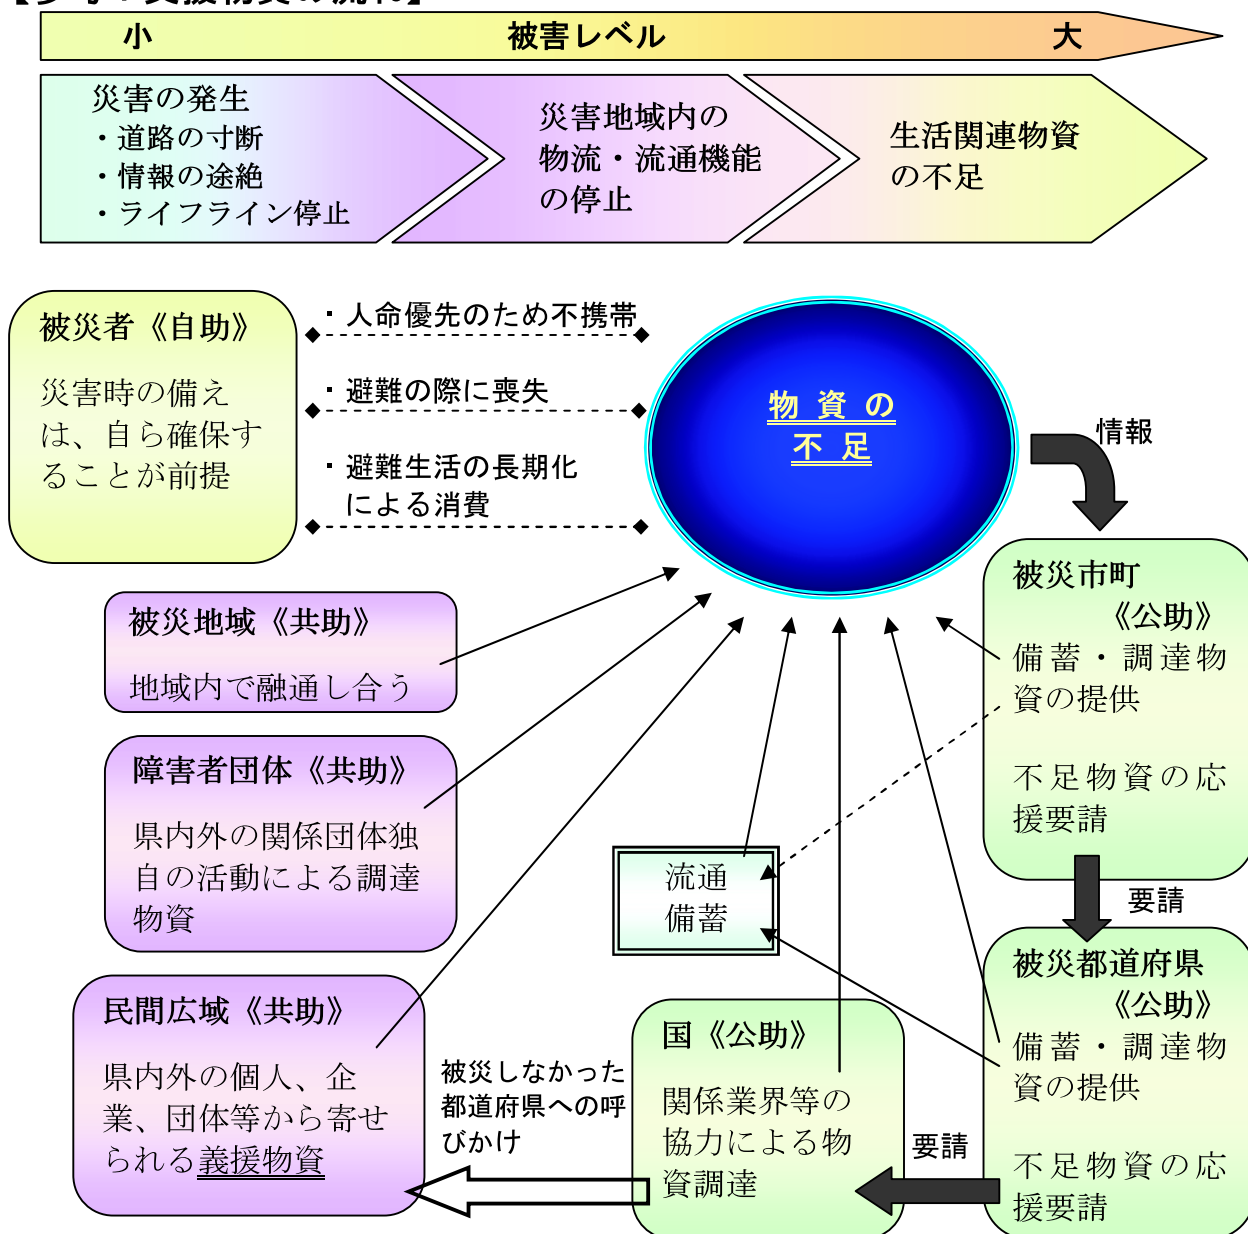 小 被害レベル 大
災害の発生
・道路の寸断
・情報の途絶
・ライフライン停止
災害地域内の
物流・流通機能
の停止
生活関連物資
の不足
被災者《自助》
災害時の備え
は、自ら確保す
ることが前提
・人命優先のため不携帯
・避難の際に喪失
・避難生活の長期化
による消費
物資の
不足
情報
被災市町
《公助》
備蓄・調達物
資の提供
不足物資の応
援要請
被災地域《共助》
地域内で融通し合う
障害者団体《共助》
県内外の関係団体独
自の活動による調達
物資
流通
備蓄
要請
被災都道府県
《公助》
備蓄・調達物
資の提供
不足物資の応
援要請
民間広域《共助》
県内外の個人、企
業、団体等から寄せ
られる義援物資
被災しなかった
都道府県への呼
びかけ
国《公助》
関係業界等の
協力による物
資調達
要請